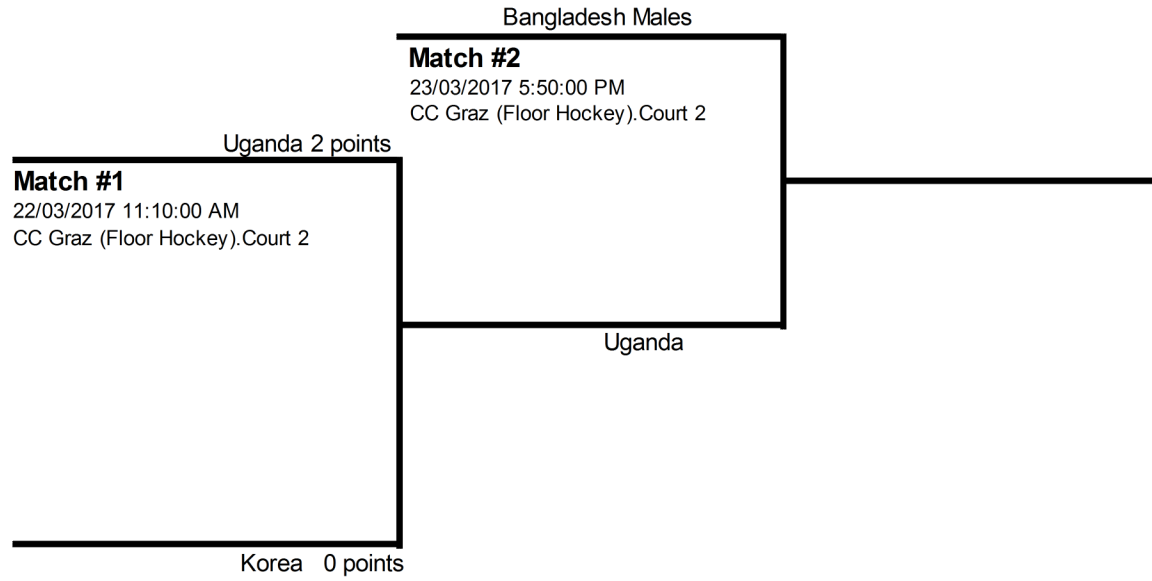 Bangladesh Males
Match #2
23/03/2017 5:50:00 PM
CC Graz (Floor Hockey).Court 2
Uganda 2 points
Match #1
22/03/2017 11:10:00 AM
CC Graz (Floor Hockey).Court 2
Uganda
Korea 0 points